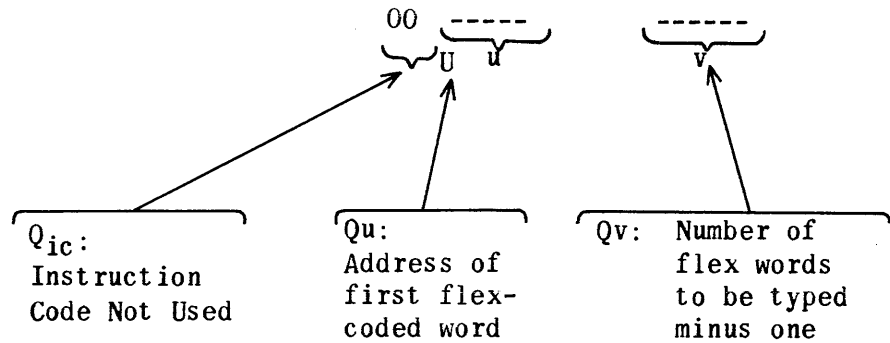 00 ----- -----
U u v
Q_ic:
Instruction
Code Not Used
Qu:
Address of
first flex-
coded word
Qv: Number of
flex words
to be typed
minus one